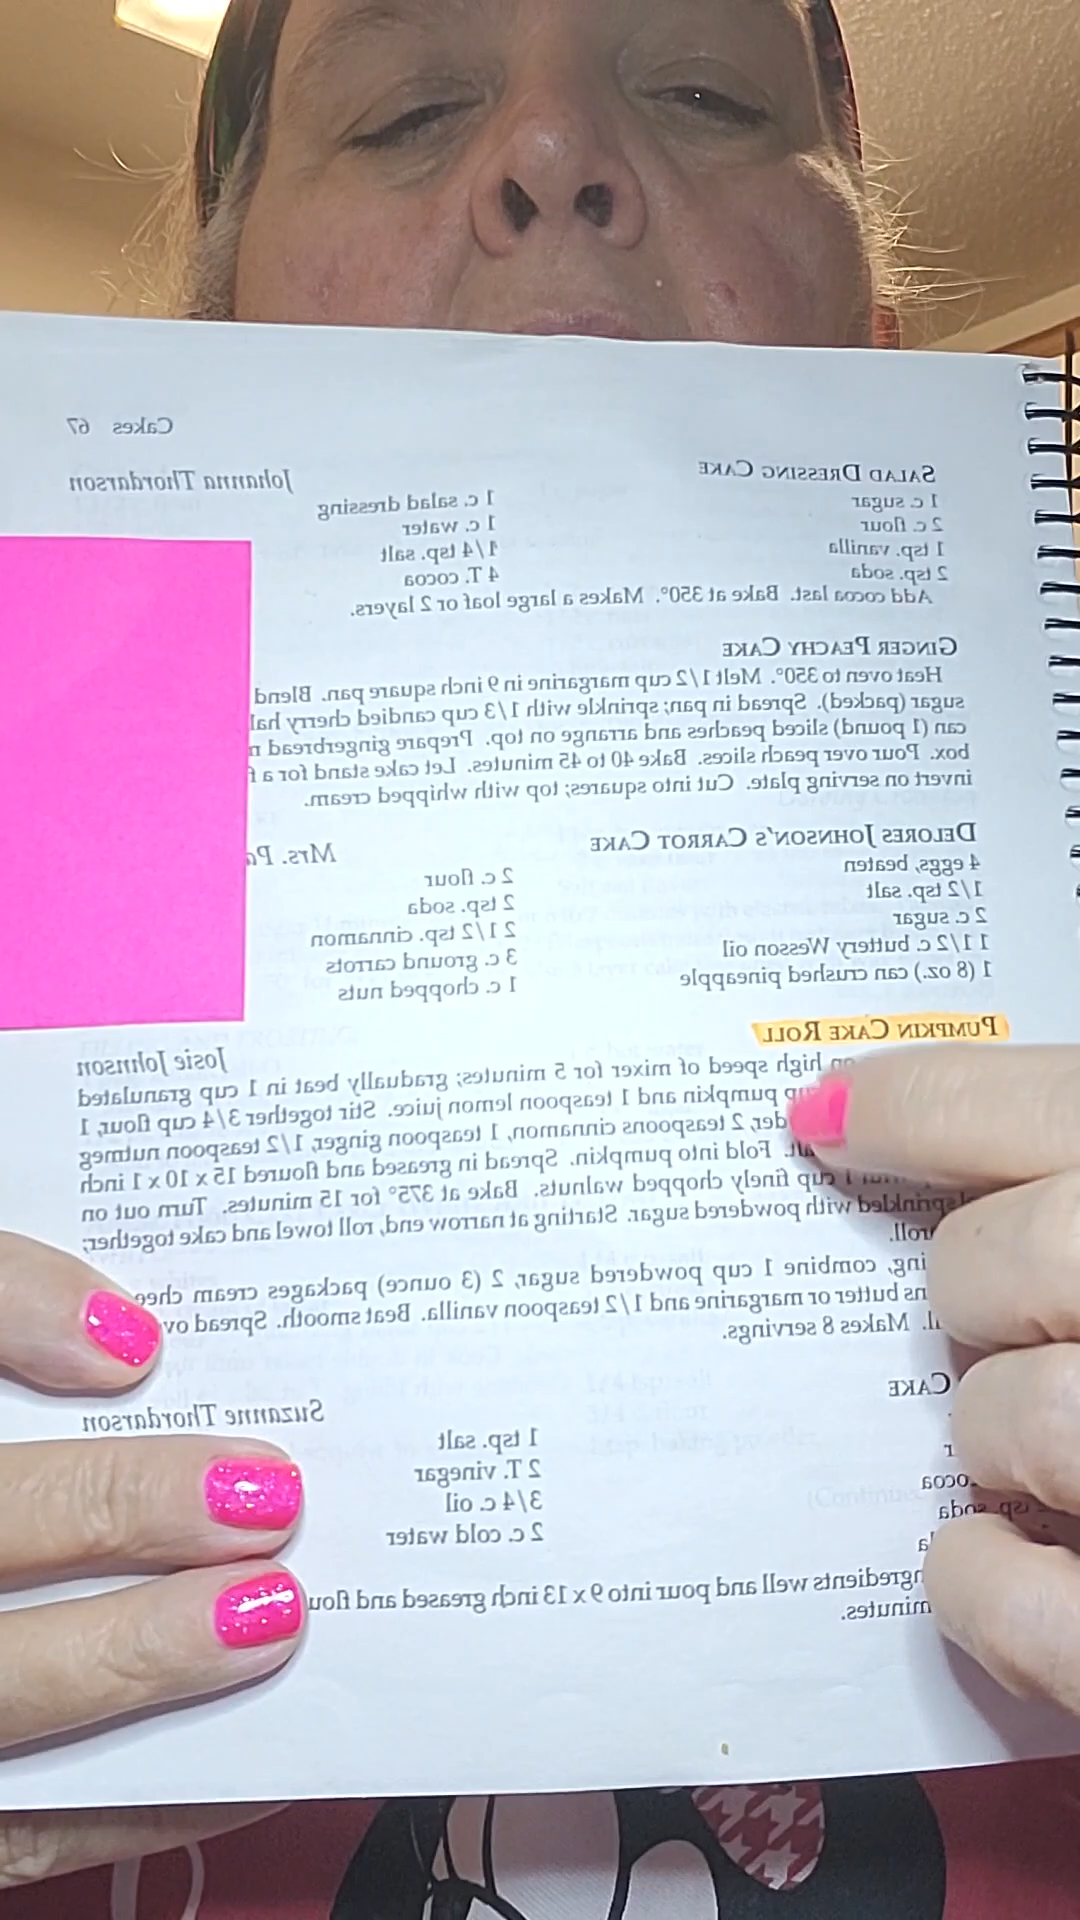 Cakes 67
SALAD DRESSING CAKE Johanna Thordarson
1 c. sugar 1 c. salad dressing
2 c. flour 1 c. water
1 tsp. vanilla 1/4 tsp. salt
2 tsp. soda 4 T. cocoa
Add cocoa last. Bake at 350°. Makes a large loaf or 2 layers.
GINGER PEACHY CAKE
Heat oven to 350°. Melt 1/2 cup margarine in 9 inch square pan. Blend
sugar (packed). Spread in pan; sprinkle with 1/3 cup candied cherry hal
can (1 pound) sliced peaches and arrange on top. Prepare gingerbread
box. Pour over peach slices. Bake 40 to 45 minutes. Let cake stand for a
invert on serving plate. Cut into squares; top with whipped cream.
DELORES JOHNSON'S CARROT CAKE Mrs. Pa
4 eggs, beaten 2 c. flour
1/2 tsp. salt 2 tsp. soda
2 c. sugar 2 1/2 tsp. cinnamon
1 1/2 c. buttery Wesson oil 3 c. ground carrots
1 (8 oz.) can crushed pineapple 1 c. chopped nuts
PUMPKIN CAKE ROLL Josie Johnson
on high speed of mixer for 5 minutes; gradually beat in 1 cup granulated
up pumpkin and 1 teaspoon lemon juice. Stir together 3/4 cup flour, 1
der, 2 teaspoons cinnamon, 1 teaspoon ginger, 1/2 teaspoon nutmeg
alt. Fold into pumpkin. Spread in greased and floured 15 x 10 x 1 inch
1 cup finely chopped walnuts. Bake at 375° for 15 minutes. Turn out on
sprinkled with powdered sugar. Starting at narrow end, roll towel and cake together;
roll.
ing, combine 1 cup powdered sugar, 2 (3 ounce) packages cream chee
ns butter or margarine and 1/2 teaspoon vanilla. Beat smooth. Spread ov
ll. Makes 8 servings.
CAKE Suzanne Thordarson
1 tsp. salt
r 2 T. vinegar
ocoa 3/4 c. oil
tsp. soda 2 c. cold water
la
ngredients well and pour into 9 x 13 inch greased and flou
minutes.